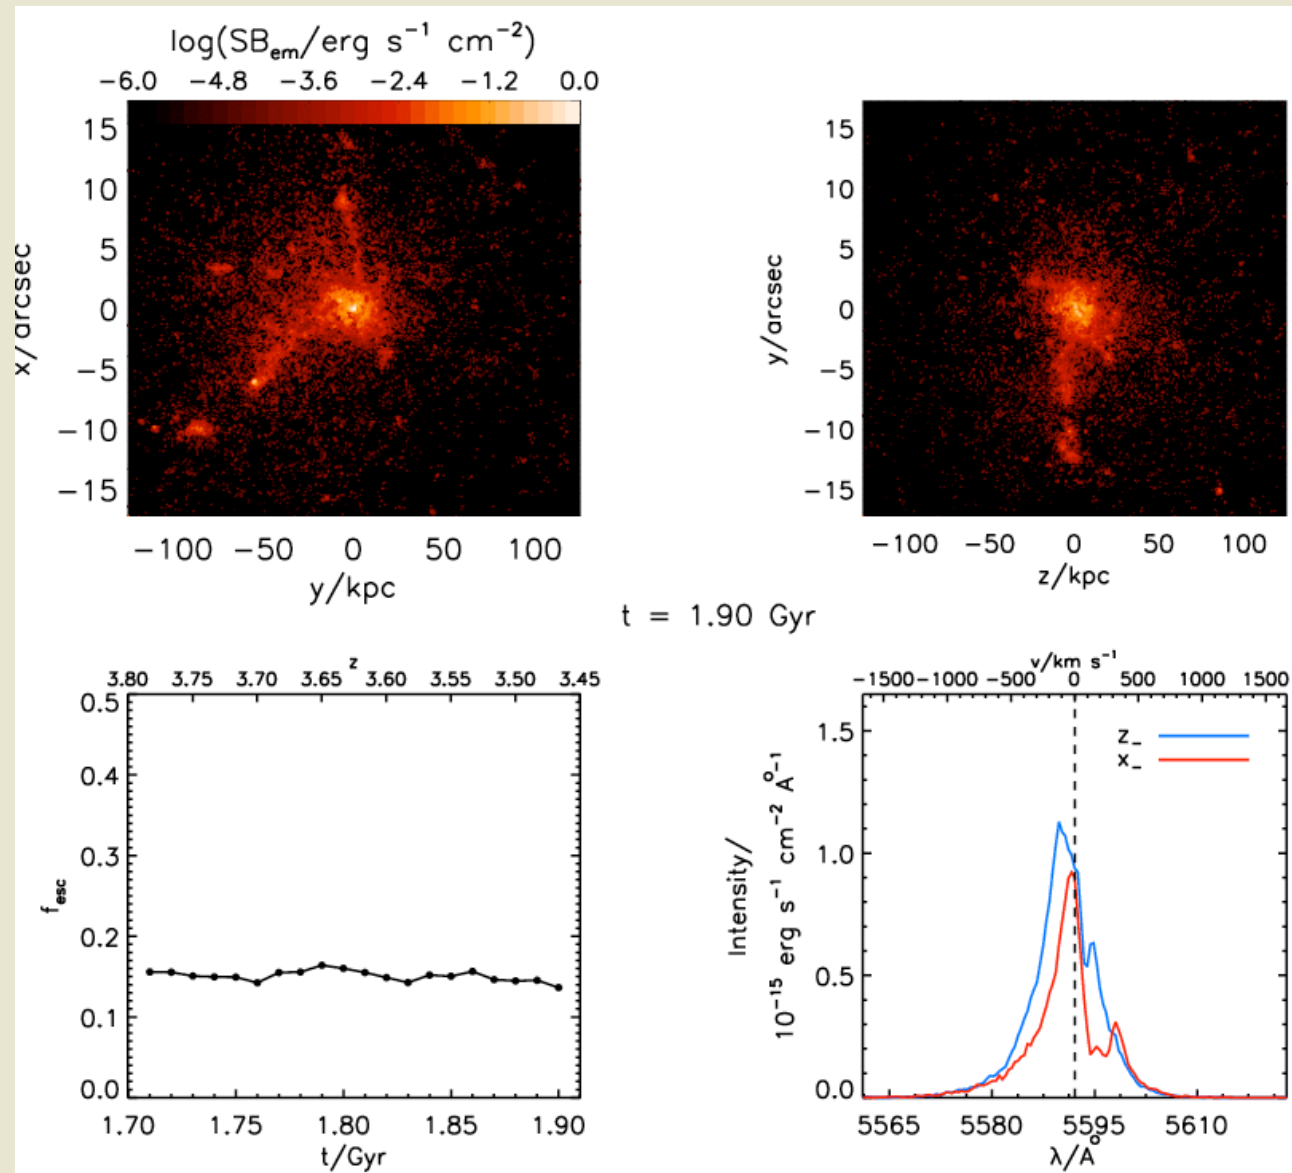 log(SBem/erg s−1 cm−2)
−6.0 −4.8 −3.6 −2.4 −1.2 0.0
15
10
5
0
−5
−10
−15
x/arcsec
−100 −50 0 50 100
y/kpc
15
10
5
0
−5
−10
−15
y/arcsec
−100 −50 0 50 100
z/kpc
t = 1.90 Gyr
z
3.80 3.75 3.70 3.65 3.60 3.55 3.50 3.45
0.5
0.4
0.3
0.2
0.1
0.0
fesc
1.70 1.75 1.80 1.85 1.90
t/Gyr
v/km s−1
−1500 −1000 −500 0 500 1000 1500
z−
x−
1.5
1.0
0.5
0.0
Intensity/
10−15 erg s−1 cm−2 Å−1
5565 5580 5595 5610
λ/Å